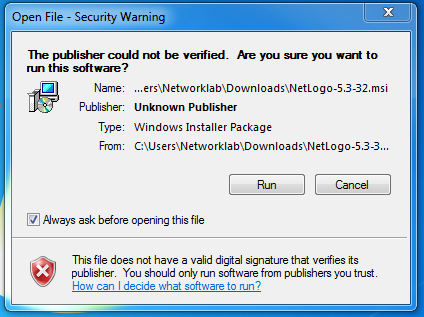 Open File - Security Warning
The publisher could not be verified. Are you sure you want to
run this software?
Name: ...ers\Networklab\Downloads\NetLogo-5.3-32.msi
Publisher: Unknown Publisher
Type: Windows Installer Package
From: C:\Users\Networklab\Downloads\NetLogo-5.3-3...
Run Cancel
Always ask before opening this file
This file does not have a valid digital signature that verifies its
publisher. You should only run software from publishers you trust.
How can I decide what software to run?